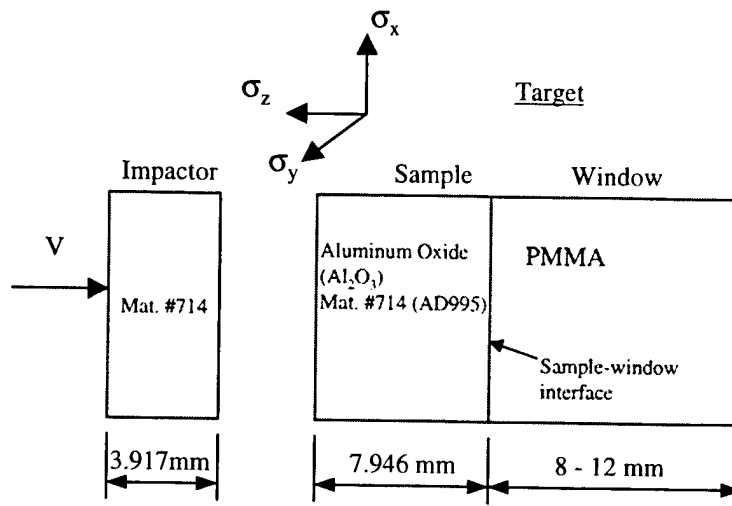 σx
σz
σy
Target
Impactor
Sample
Window
V
Mat. #714
Aluminum Oxide
(Al2O3)
Mat. #714 (AD995)
PMMA
Sample-window
interface
3.917mm
7.946 mm
8 - 12 mm